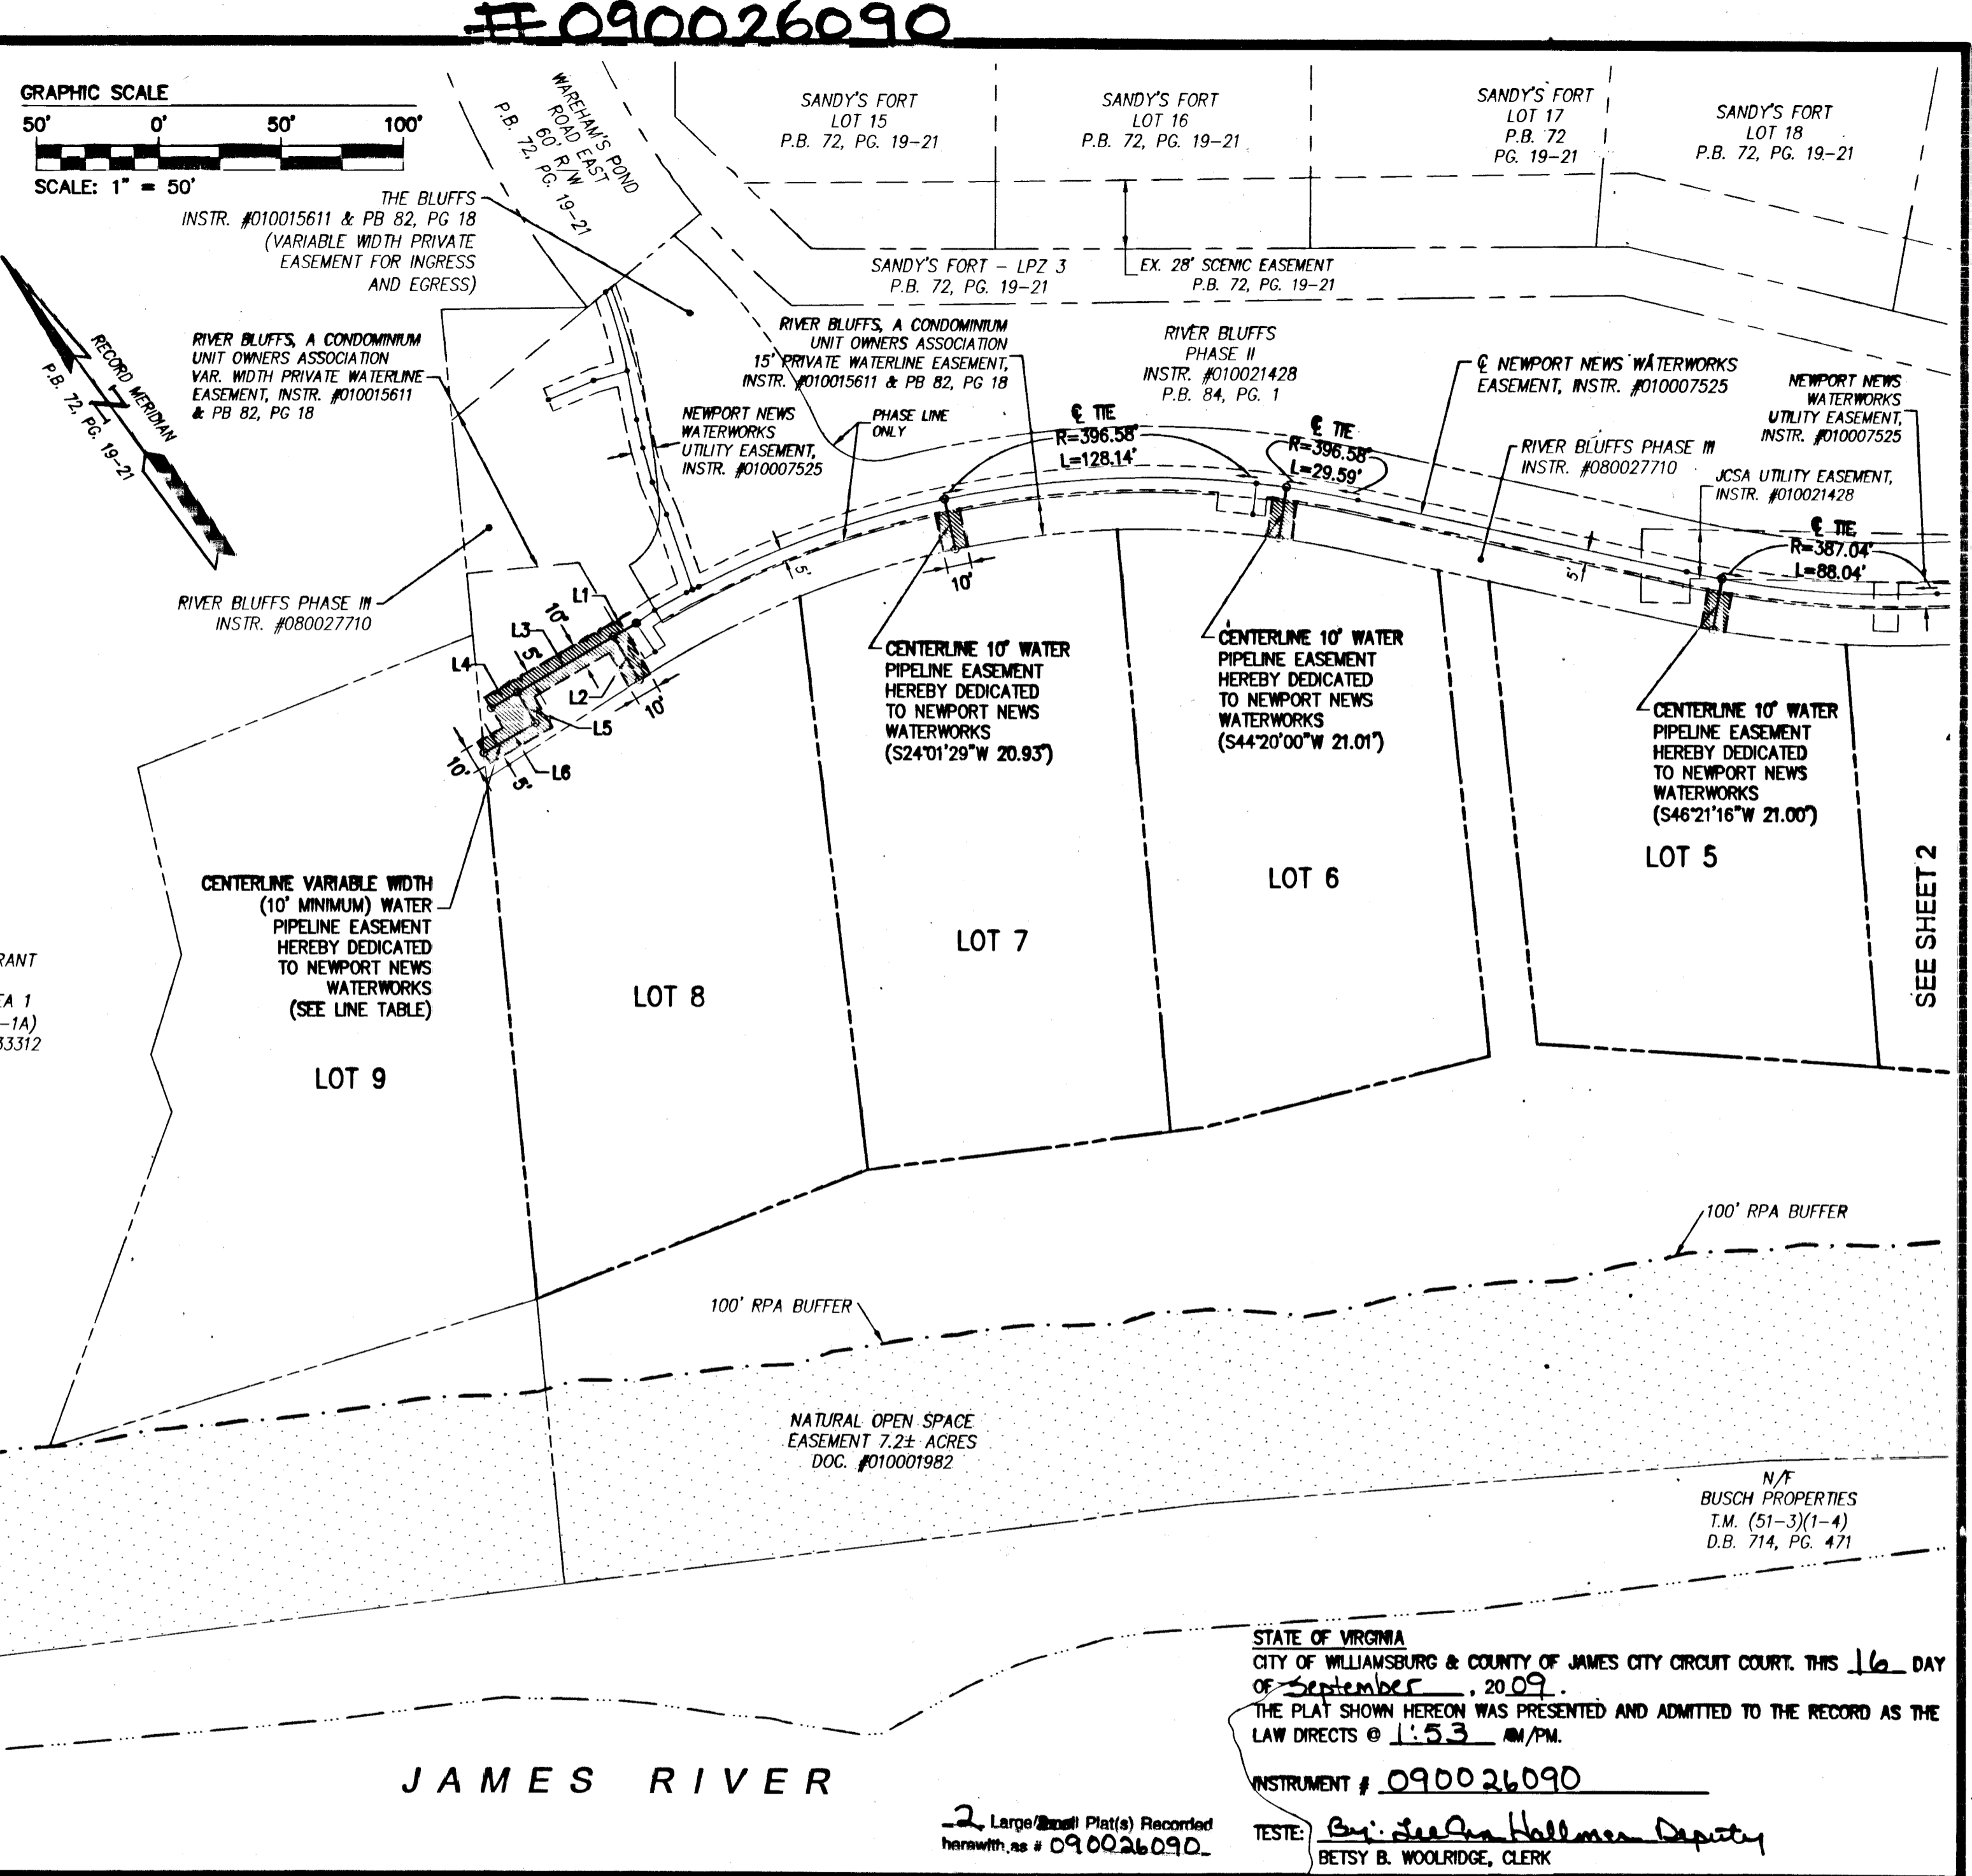 #090026090
GRAPHIC SCALE
50' 0' 50' 100'
SCALE: 1" = 50'
THE BLUFFS
INSTR. #010015611 & PB 82, PG 18
(VARIABLE WIDTH PRIVATE
EASEMENT FOR INGRESS
AND EGRESS)
WAREHAM'S POND
ROAD EAST
60' R/W
P.B. 72, PG. 19-21
SANDY'S FORT
LOT 15
P.B. 72, PG. 19-21
SANDY'S FORT
LOT 16
P.B. 72, PG. 19-21
SANDY'S FORT
LOT 17
P.B. 72
PG. 19-21
SANDY'S FORT
LOT 18
P.B. 72, PG. 19-21
SANDY'S FORT - LPZ 3
P.B. 72, PG. 19-21
EX. 28' SCENIC EASEMENT
P.B. 72, PG. 19-21
RECORD MERIDIAN
P.B. 72, PG. 19-21
RIVER BLUFFS, A CONDOMINIUM
UNIT OWNERS ASSOCIATION
VAR. WIDTH PRIVATE WATERLINE
EASEMENT, INSTR. #010015611
& PB 82, PG 18
RIVER BLUFFS, A CONDOMINIUM
UNIT OWNERS ASSOCIATION
15' PRIVATE WATERLINE EASEMENT,
INSTR. #010015611 & PB 82, PG 18
RIVER BLUFFS
PHASE II
INSTR. #010021428
P.B. 84, PG. 1
℄ NEWPORT NEWS WATERWORKS
EASEMENT, INSTR. #010007525
NEWPORT NEWS
WATERWORKS
UTILITY EASEMENT,
INSTR. #010007525
NEWPORT NEWS
WATERWORKS
UTILITY EASEMENT,
INSTR. #010007525
PHASE LINE
ONLY
℄ TIE
R=396.58'
L=128.14'
℄ TIE
R=396.58'
L=29.59'
RIVER BLUFFS PHASE III
INSTR. #080027710
JCSA UTILITY EASEMENT,
INSTR. #010021428
℄ TIE
R=387.04'
L=88.04'
RIVER BLUFFS PHASE III
INSTR. #080027710
L1
10'
L3
5'
L4
L2
10'
L5
L6
10'
5'
5'
10'
5'
CENTERLINE 10' WATER
PIPELINE EASEMENT
HEREBY DEDICATED
TO NEWPORT NEWS
WATERWORKS
(S24°01'29"W 20.93')
CENTERLINE 10' WATER
PIPELINE EASEMENT
HEREBY DEDICATED
TO NEWPORT NEWS
WATERWORKS
(S44°20'00"W 21.01')
CENTERLINE 10' WATER
PIPELINE EASEMENT
HEREBY DEDICATED
TO NEWPORT NEWS
WATERWORKS
(S46°21'16"W 21.00')
CENTERLINE VARIABLE WIDTH
(10' MINIMUM) WATER
PIPELINE EASEMENT
HEREBY DEDICATED
TO NEWPORT NEWS
WATERWORKS
(SEE LINE TABLE)
RANT
EA 1
-1A)
33312
LOT 9
LOT 8
LOT 7
LOT 6
LOT 5
SEE SHEET 2
100' RPA BUFFER
100' RPA BUFFER
NATURAL OPEN SPACE
EASEMENT 7.2± ACRES
DOC. #010001982
N/F
BUSCH PROPERTIES
T.M. (51-3)(1-4)
D.B. 714, PG. 471
JAMES RIVER
STATE OF VIRGINIA
CITY OF WILLIAMSBURG & COUNTY OF JAMES CITY CIRCUIT COURT. THIS 16 DAY
OF September, 2009.
THE PLAT SHOWN HEREON WAS PRESENTED AND ADMITTED TO THE RECORD AS THE
LAW DIRECTS @ 1:53 AM/PM.
INSTRUMENT # 090026090
TESTE: By: LeeAnn Hallman Deputy
BETSY B. WOOLRIDGE, CLERK
2 Large/Small Plat(s) Recorded
herewith as # 090026090